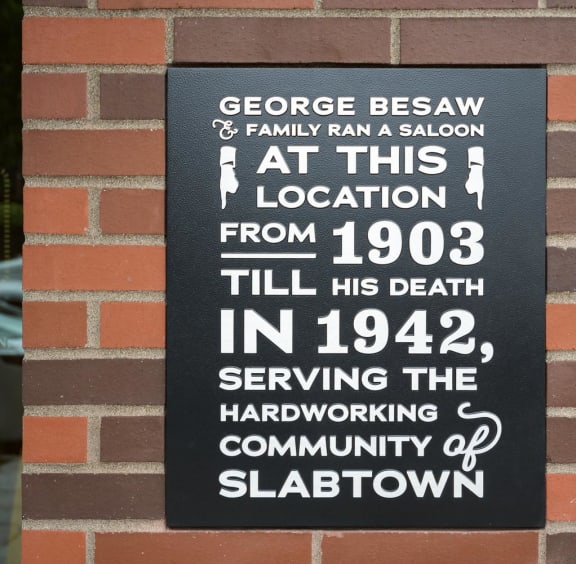 GEORGE BESAW
& FAMILY RAN A SALOON
AT THIS
LOCATION
FROM 1903
TILL HIS DEATH
IN 1942,
SERVING THE
HARDWORKING
COMMUNITY of
SLABTOWN